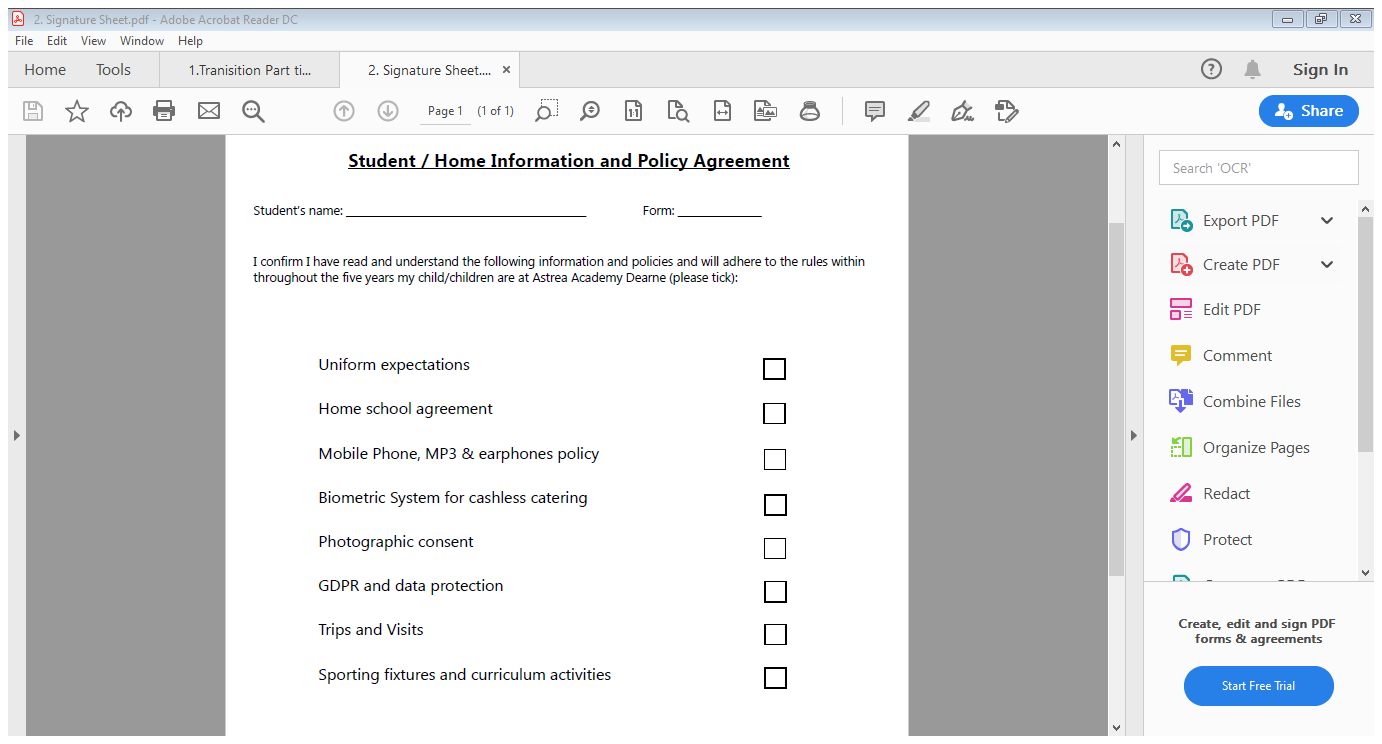 2. Signature Sheet.pdf - Adobe Acrobat Reader DC
File Edit View Window Help
Home Tools 1.Tranisition Part ti... 2. Signature Sheet.... ×
? Sign In
Page 1 (1 of 1) 1:1 Share
Student / Home Information and Policy Agreement
Student's name: Form:
I confirm I have read and understand the following information and policies and will adhere to the rules within
throughout the five years my child/children are at Astrea Academy Dearne (please tick):
Uniform expectations
Home school agreement
Mobile Phone, MP3 & earphones policy
Biometric System for cashless catering
Photographic consent
GDPR and data protection
Trips and Visits
Sporting fixtures and curriculum activities
Search 'OCR'
Export PDF
Create PDF
Edit PDF
Comment
Combine Files
Organize Pages
Redact
Protect
Create, edit and sign PDF
forms & agreements
Start Free Trial